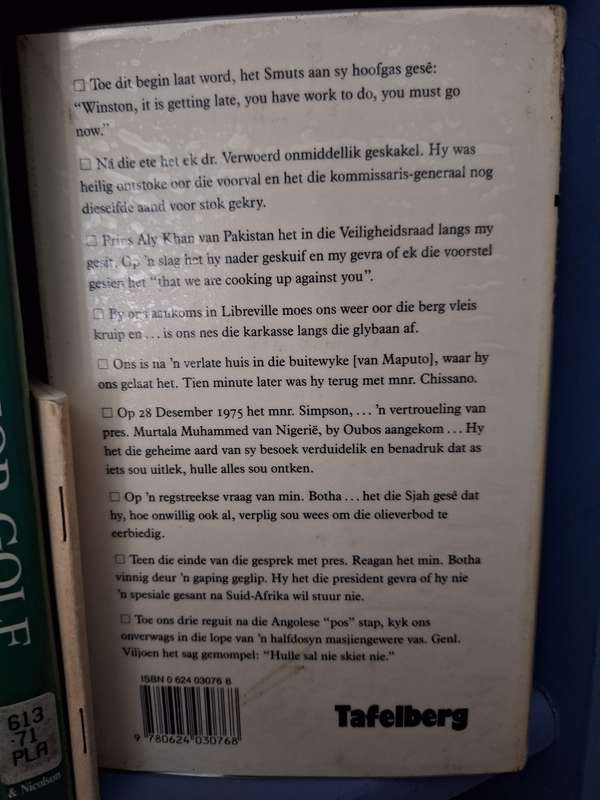 ☐ Toe dit begin laat word, het Smuts aan sy hoofgas gesê:
“Winston, it is getting late, you have work to do, you must go
now.”
☐ Ná die ete het ek dr. Verwoerd onmiddellik geskakel. Hy was
heilig ontstoke oor die voorval en het die kommissaris-generaal nog
dieselfde aand voor stok gekry.
☐ Prins Aly Khan van Pakistan het in die Veiligheidsraad langs my
gesit. Op ’n slag het hy nader geskuif en my gevra of ek die voorstel
gesien het “that we are cooking up against you”.
☐ By ons aankoms in Libreville moes ons weer oor die berg vleis
kruip en . . . is ons nes die karkasse langs die glybaan af.
☐ Ons is na ’n verlate huis in die buitewyke [van Maputo], waar hy
ons gelaat het. Tien minute later was hy terug met mnr. Chissano.
☐ Op 28 Desember 1975 het mnr. Simpson, . . . ’n vertroueling van
pres. Murtala Muhammed van Nigerië, by Oubos aangekom . . . Hy
het die geheime aard van sy besoek verduidelik en benadruk dat as
iets sou uitlek, hulle alles sou ontken.
☐ Op ’n regstreekse vraag van min. Botha . . . het die Sjah gesê dat
hy, hoe onwillig ook al, verplig sou wees om die olieverbod te
eerbiedig.
☐ Teen die einde van die gesprek met pres. Reagan het min. Botha
vinnig deur ’n gaping geglip. Hy het die president gevra of hy nie
’n spesiale gesant na Suid-Afrika wil stuur nie.
☐ Toe ons drie reguit na die Angolese “pos” stap, kyk ons
onverwags in die lope van ’n halfdosyn masjiengewere vas. Genl.
Viljoen het sag gemompel: “Hulle sal nie skiet nie.”
ISBN 0 624 03076 8
9 780624 030768
Tafelberg
GOLF
613
.71
PLA
& Nicolson